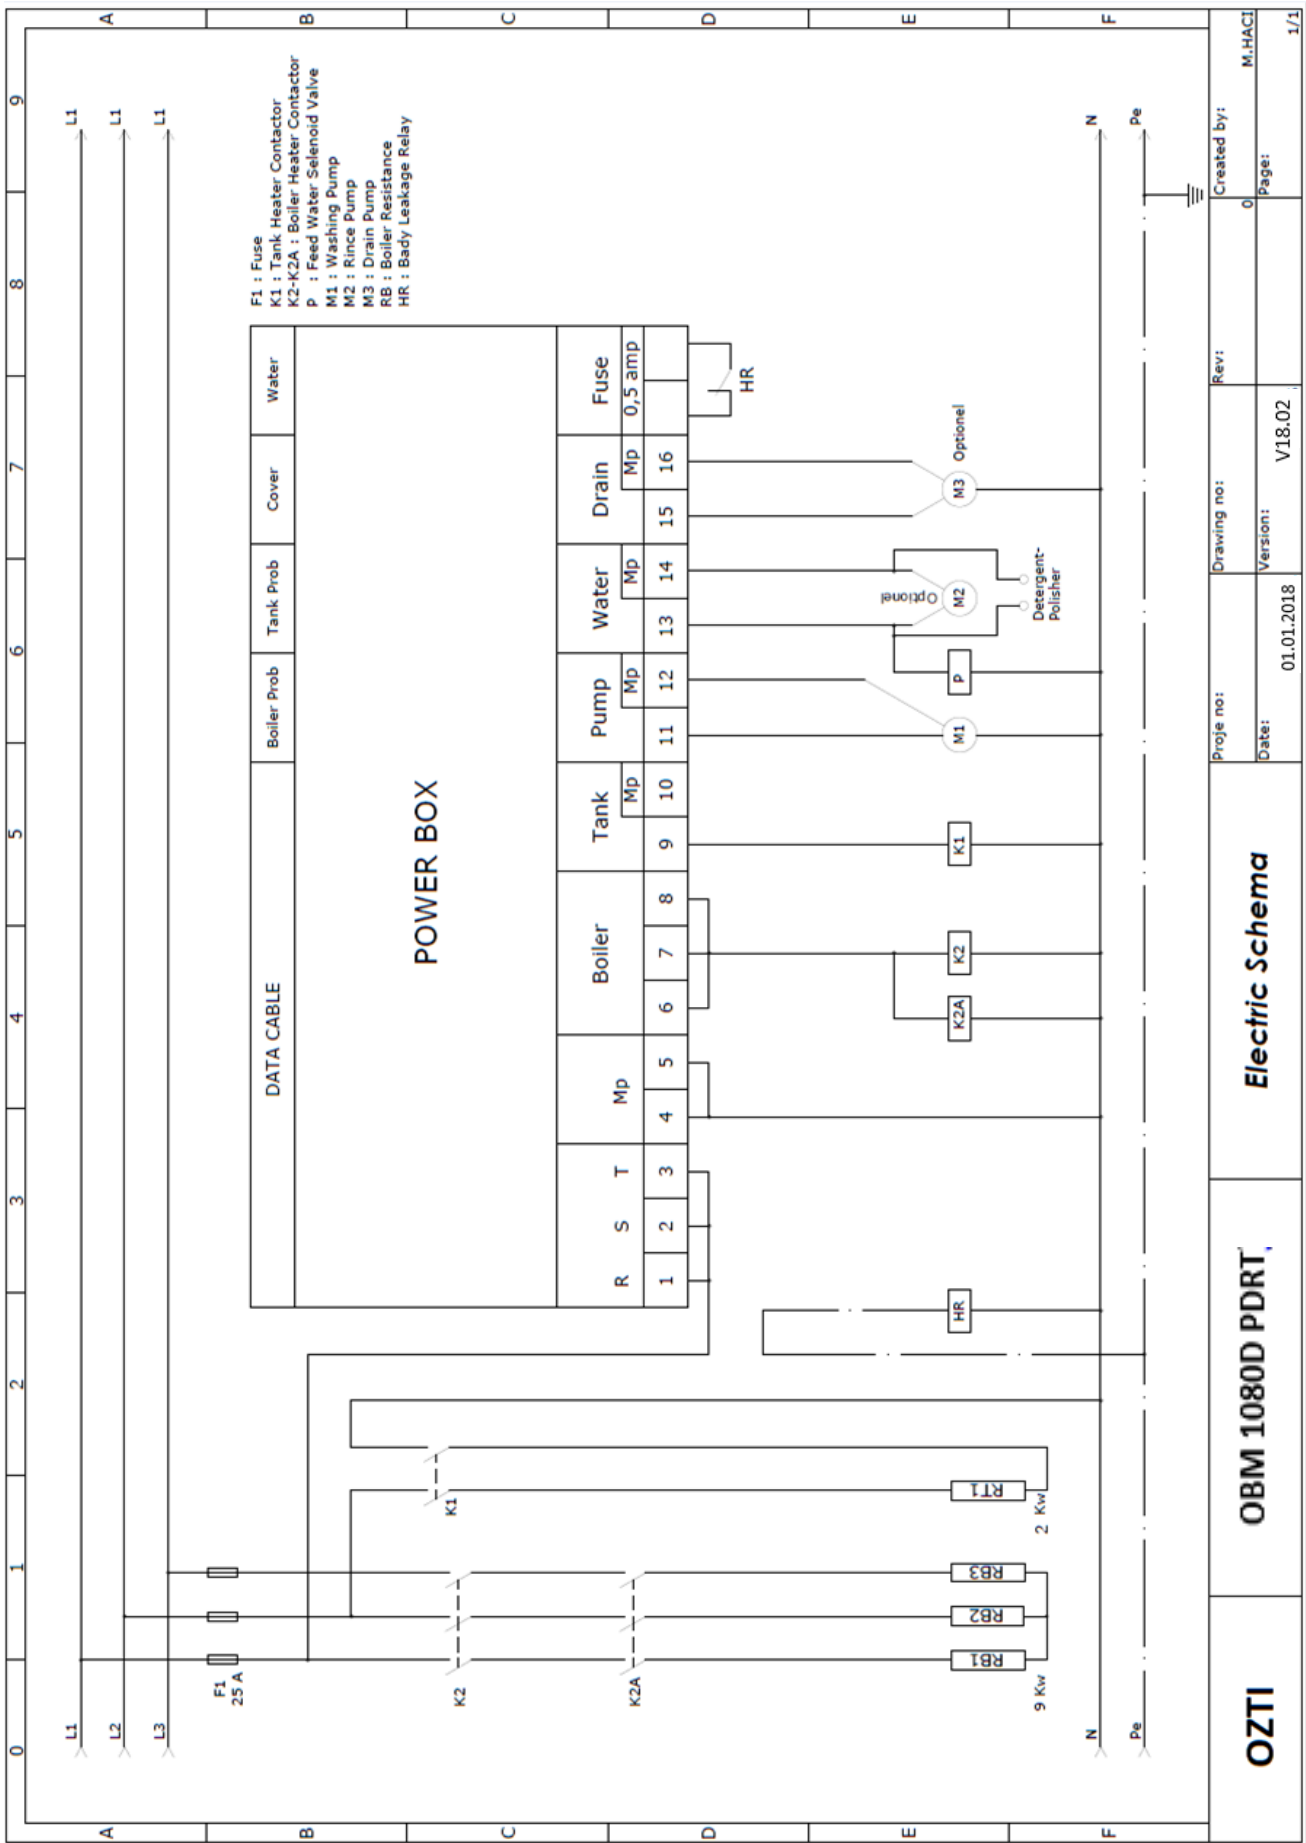 0 1 2 3 4 5 6 7 8 9
A A
B B
C C
D D
E E
F F
L1 L1
L2 L1
L3 L1
F1 : Fuse
K1 : Tank Heater Contactor
K2-K2A : Boiler Heater Contactor
P : Feed Water Selenoid Valve
M1 : Washing Pump
M2 : Rince Pump
M3 : Drain Pump
RB : Boiler Resistance
HR : Bady Leakage Relay
F1
25 A
DATA CABLE Boiler Prob Tank Prob Cover Water
POWER BOX
Boiler Tank Pump Water Drain Fuse
R S T Mp Mp Mp Mp Mp 0,5 amp
1 2 3 4 5 6 7 8 9 10 11 12 13 14 15 16
HR
K1
K2
K2A
RB1 RB2 RB3 RT1
9 Kw
2 Kw
HR
K2A
K2
K1
M1
P
M2
Optionel
M3
Optionel
Detergent-
Polisher
N N
Pe Pe
OZTI
OBM 1080D PDRT
Electric Schema
Proje no:
Drawing no:
Rev:
0
Created by:
M.HACI
Date:
01.01.2018
Version:
V18.02
Page:
1/1